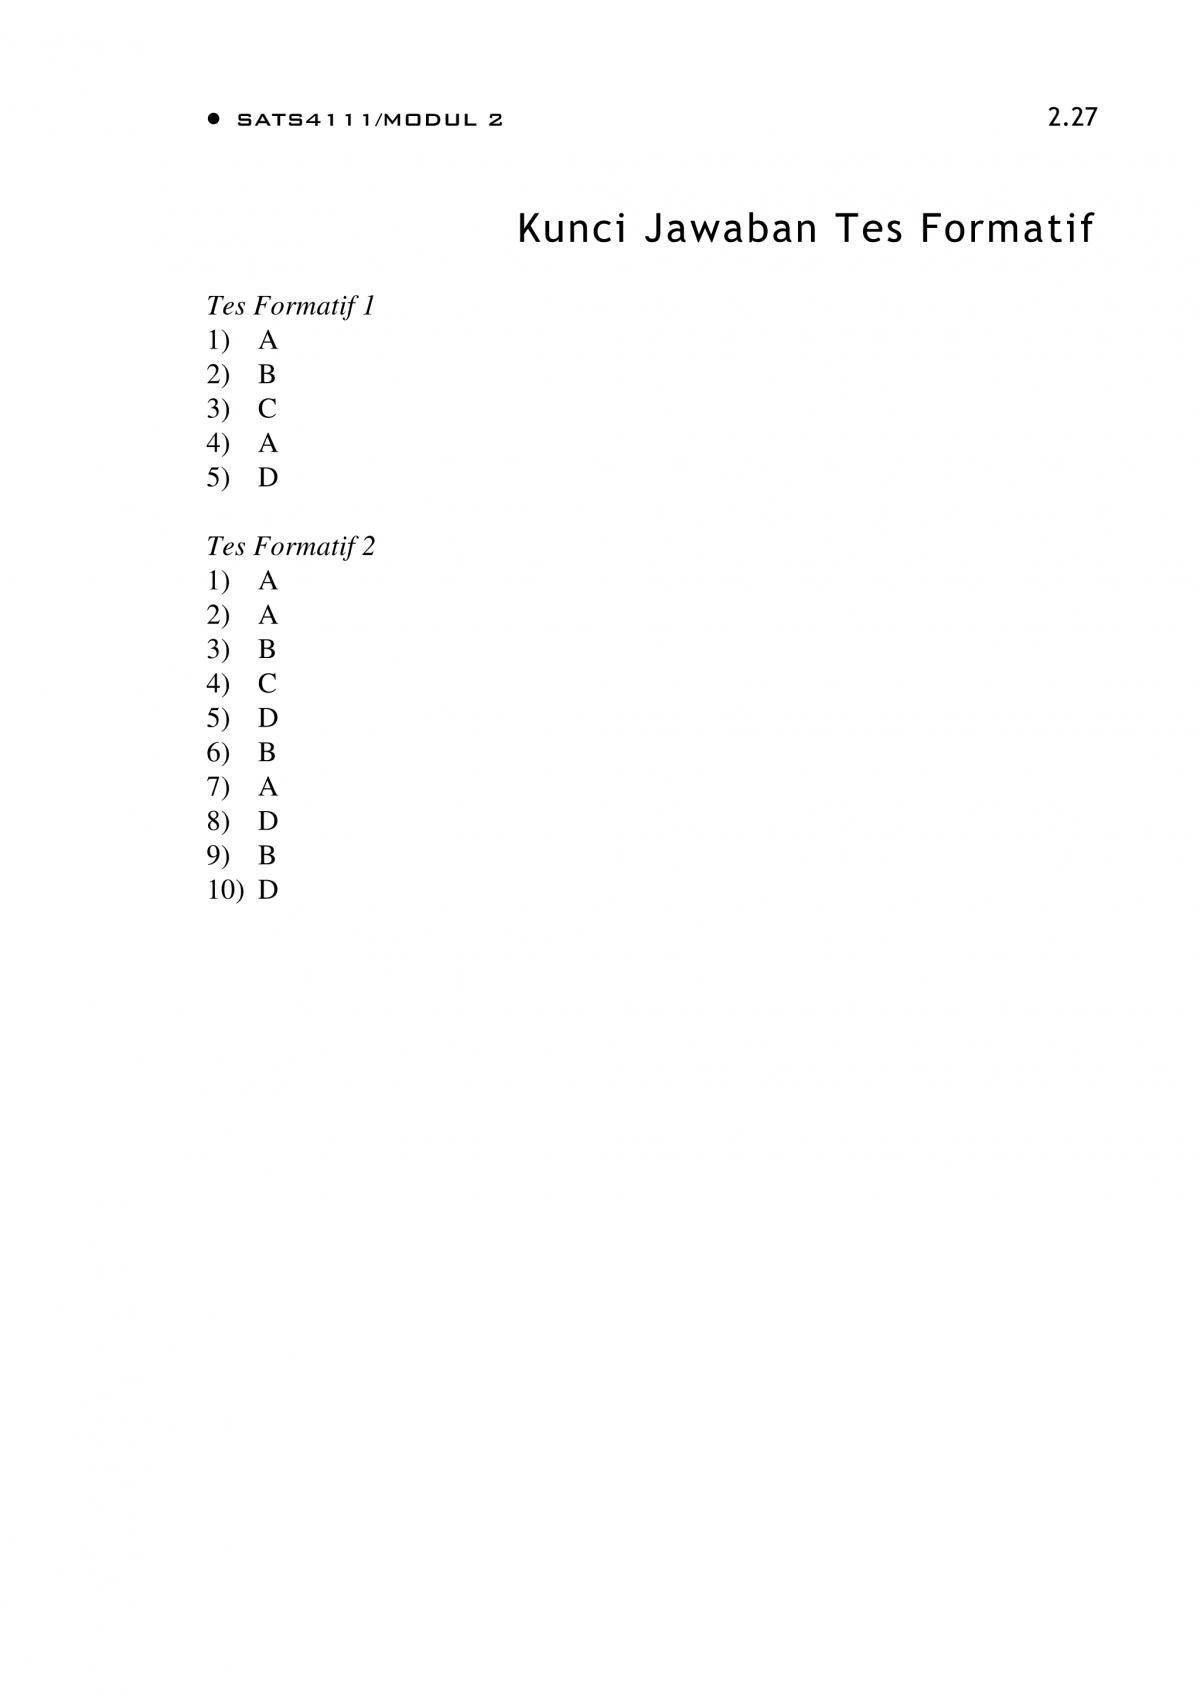 ● SATS4111/MODUL 2 2.27
Kunci Jawaban Tes Formatif
Tes Formatif 1
1) A
2) B
3) C
4) A
5) D
Tes Formatif 2
1) A
2) A
3) B
4) C
5) D
6) B
7) A
8) D
9) B
10) D